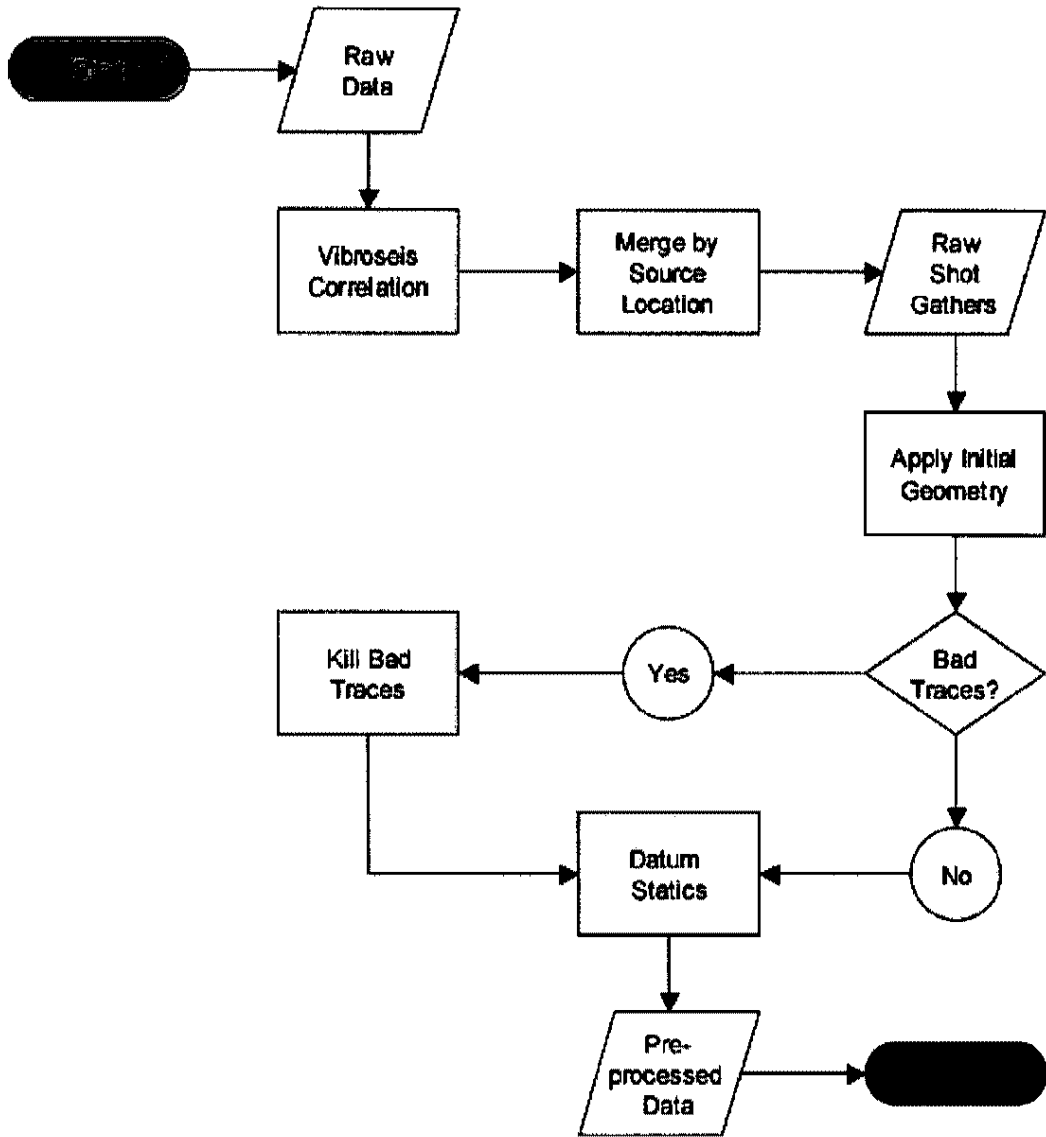 Raw
Data
Vibroseis
Correlation
Merge by
Source
Location
Raw
Shot
Gathers
Apply Initial
Geometry
Bad
Traces?
Yes
Kill Bad
Traces
No
Datum
Statics
Pre-
processed
Data